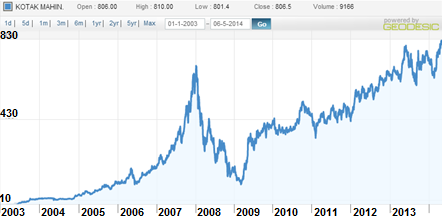 KOTAK MAHIN. Open : 806.00 High : 810.00 Low : 801.4 Close : 806.5 Volume : 9166
1d | 5d | 1m | 3m | 6m | 1yr | 2yr | 5yr | Max 01-1-2003 - 06-5-2014 Go
powered by
GEODESIC
830
430
10
2003 2004 2005 2006 2007 2008 2009 2010 2011 2012 2013